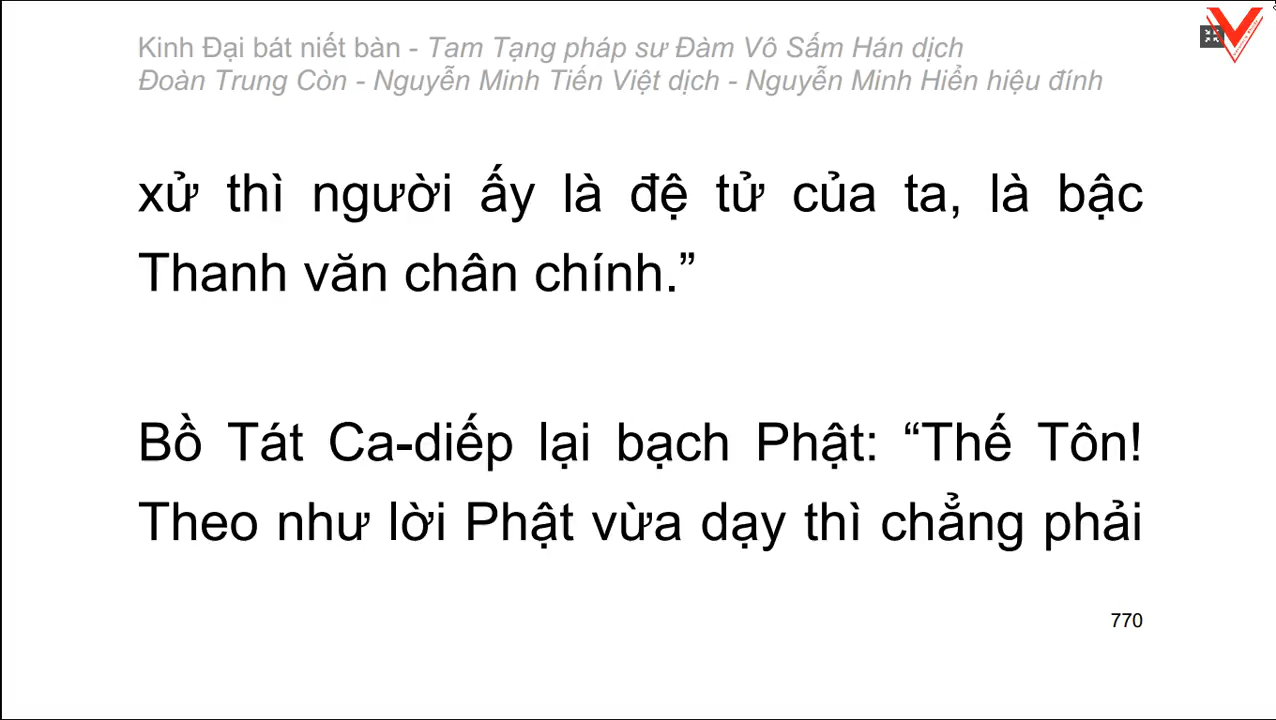 Kinh Đại bát niết bàn - Tam Tạng pháp sư Đàm Vô Sấm Hán dịch
Đoàn Trung Còn - Nguyễn Minh Tiến Việt dịch - Nguyễn Minh Hiển hiệu đính
xử thì người ấy là đệ tử của ta, là bậc
Thanh văn chân chính.”
Bồ Tát Ca-diếp lại bạch Phật: “Thế Tôn!
Theo như lời Phật vừa dạy thì chẳng phải
770